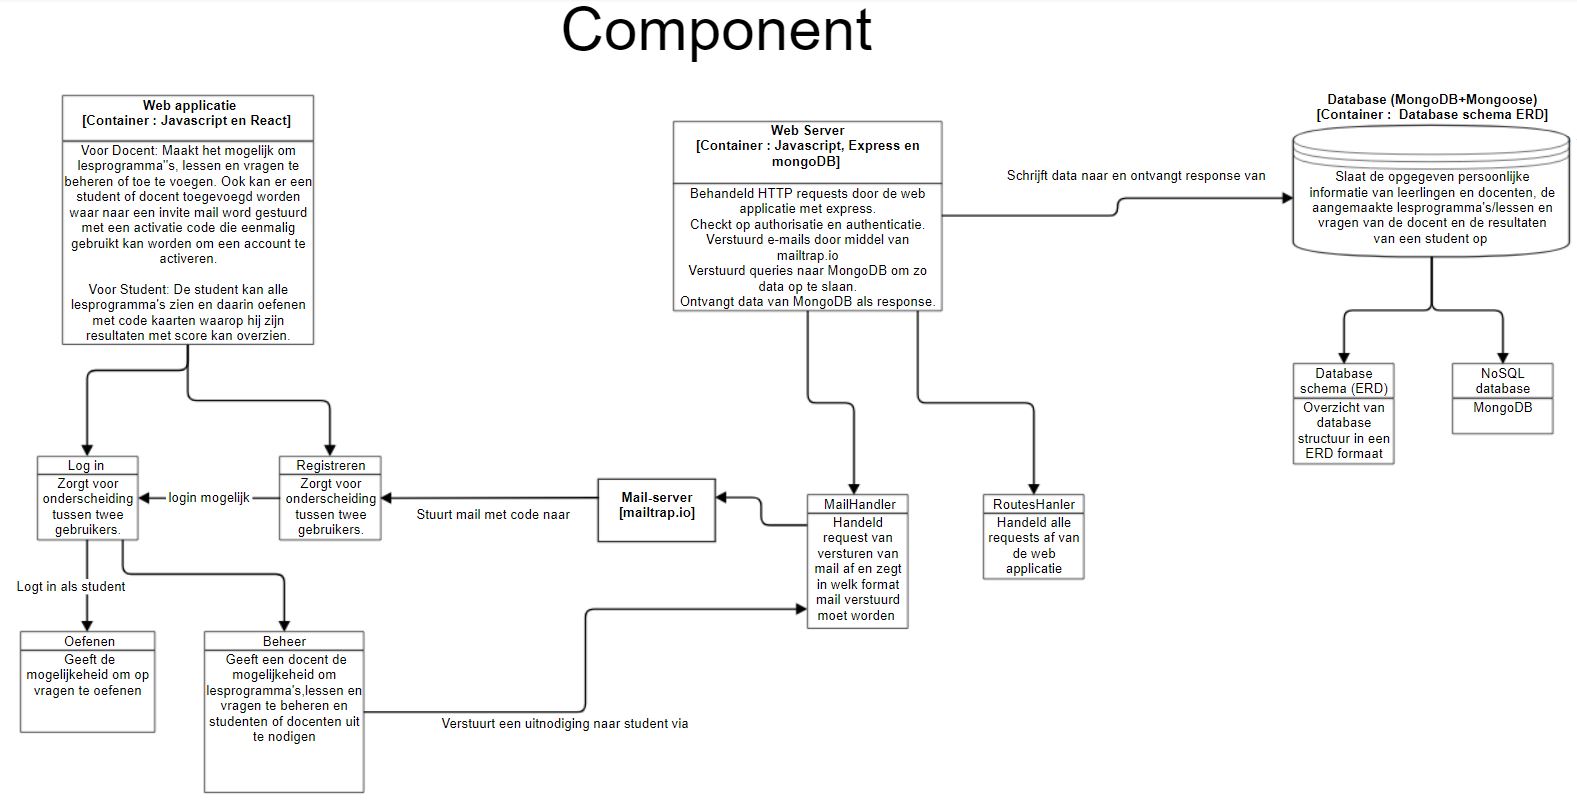 Component
Web applicatie
[Container : Javascript en React]
Voor Docent: Maakt het mogelijk om
lesprogramma"s, lessen en vragen te
beheren of toe te voegen. Ook kan er een
student of docent toegevoegd worden
waar naar een invite mail word gestuurd
met een activatie code die eenmalig
gebruikt kan worden om een account te
activeren.
Voor Student: De student kan alle
lesprogramma's zien en daarin oefenen
met code kaarten waarop hij zijn
resultaten met score kan overzien.
Web Server
[Container : Javascript, Express en
mongoDB]
Behandeld HTTP requests door de web
applicatie met express.
Checkt op authorisatie en authenticatie.
Verstuurd e-mails door middel van
mailtrap.io
Verstuurd queries naar MongoDB om zo
data op te slaan.
Ontvangt data van MongoDB als response.
Schrijft data naar en ontvangt response van
Database (MongoDB+Mongoose)
[Container : Database schema ERD]
Slaat de opgegeven persoonlijke
informatie van leerlingen en docenten, de
aangemaakte lesprogramma's/lessen en
vragen van de docent en de resultaten
van een student op
Database
schema (ERD)
Overzicht van
database
structuur in een
ERD formaat
NoSQL
database
MongoDB
Log in
Zorgt voor
onderscheiding
tussen twee
gebruikers.
login mogelijk
Registreren
Zorgt voor
onderscheiding
tussen twee
gebruikers.
Stuurt mail met code naar
Mail-server
[mailtrap.io]
MailHandler
Handeld
request van
versturen van
mail af en zegt
in welk format
mail verstuurd
moet worden
RoutesHanler
Handeld alle
requests af van
de web
applicatie
Logt in als student
Oefenen
Geeft de
mogelijkeheid om op
vragen te oefenen
Beheer
Geeft een docent de
mogelijkeheid om
lesprogramma's,lessen en
vragen te beheren en
studenten of docenten uit
te nodigen
Verstuurt een uitnodiging naar student via